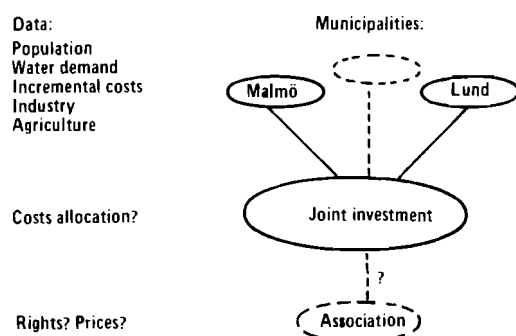 Data:
Municipalities:
Population
Water demand
Incremental costs
Industry
Agriculture
Malmö
Lund
Costs allocation?
Joint investment
?
Rights? Prices?
Association